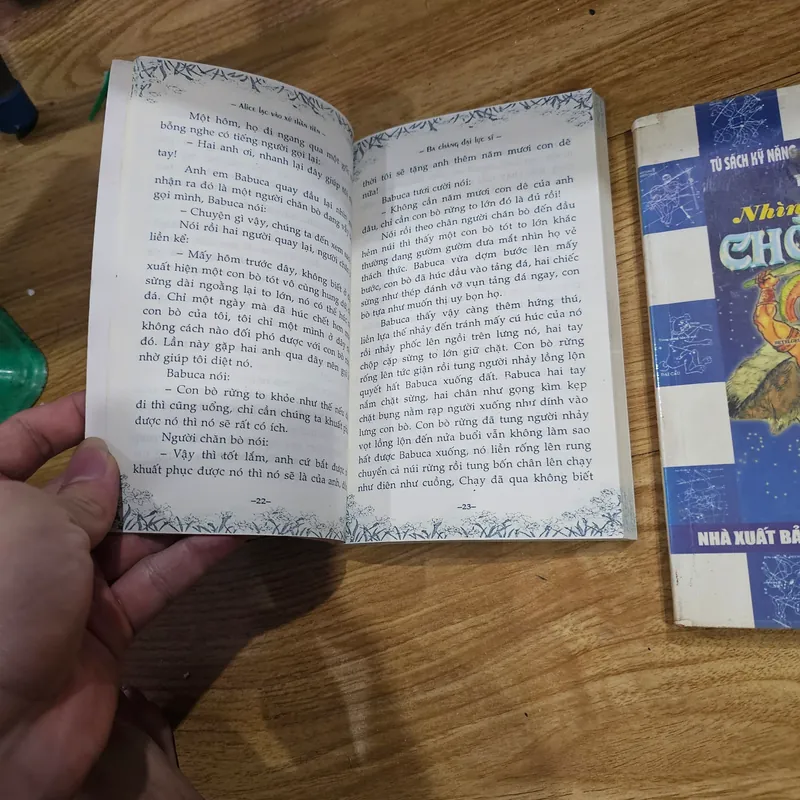 – Alice lạc vào xứ thần tiên –
Một hôm, họ đi ngang qua một
bỗng nghe có tiếng người gọi lại:
– Hai anh ơi, nhanh lại đây giúp
tay!
Anh em Babuca quay đầu lại nhìn
nhận ra đó là một người chăn bò đang
gọi mình, Babuca nói:
– Chuyện gì vậy, chúng ta đến xem
Nói rồi hai người quay lại, người
liền kể:
– Mấy hôm trước đây, không biết
xuất hiện một con bò tót vô cùng hung
sừng dài ngoằng lại to lớn, nó có thể
đá. Chỉ một ngày mà đã húc chết hơn
con bò của tôi, tôi chỉ một mình ở đây
không cách nào đối phó được với con bò
đó. Lần này gặp hai anh qua đây nên
nhờ giúp tôi diệt nó.
Babuca nói:
– Con bò rừng to khỏe như thế nếu
đi thì cũng uổng, chỉ cần chúng ta khuất
được nó thì nó sẽ rất có ích.
Người chăn bò nói:
– Vậy thì tốt lắm, anh cứ bắt được
khuất phục được nó thì nó sẽ là của anh,
–22–
– Ba chàng đại lực sĩ –
thời tôi sẽ tặng anh thêm năm mươi con dê
nữa!
Babuca tươi cười nói:
– Không cần năm mươi con dê của anh
đâu, chỉ cần con bò rừng to lớn đó là đủ rồi!
Nói rồi theo chân người chăn bò đến đầu
hẻm núi thì thấy một con bò tót to lớn khác
thường đang gườm gườm đưa mắt nhìn họ vẻ
thách thức. Babuca vừa dợm bước lên mấy
bước, con bò đã húc đầu vào tảng đá, hai chiếc
sừng như thép đánh vỡ vụn tảng đá ngay, con
bò tựa như muốn thị uy bọn họ.
Babuca thấy vậy càng thêm hứng thú,
liền lựa thế nhảy đến tránh mấy cú húc của nó
rồi nhảy phốc lên ngồi trên lưng nó, hai tay
chộp cặp sừng to lớn giữ chặt. Con bò rừng
rống lên tức giận rồi tung người nhảy lồng lộn
quyết hất Babuca xuống đất. Babuca hai tay
nắm chặt sừng, hai chân như gọng kìm kẹp
chặt bụng nằm rạp người xuống như dính vào
lưng con bò. Con bò rừng đã tung người nhảy
vọt lồng lộn đến nửa buổi vẫn không làm sao
hất được Babuca xuống, nó liền rống lên rung
chuyển cả núi rừng rồi tung bốn chân lên chạy
như điên như cuồng, Chạy đã qua không biết
–23–
TỦ SÁCH KỸ NĂNG
Nhìn
CHÒ
NHÀ XUẤT BẢ